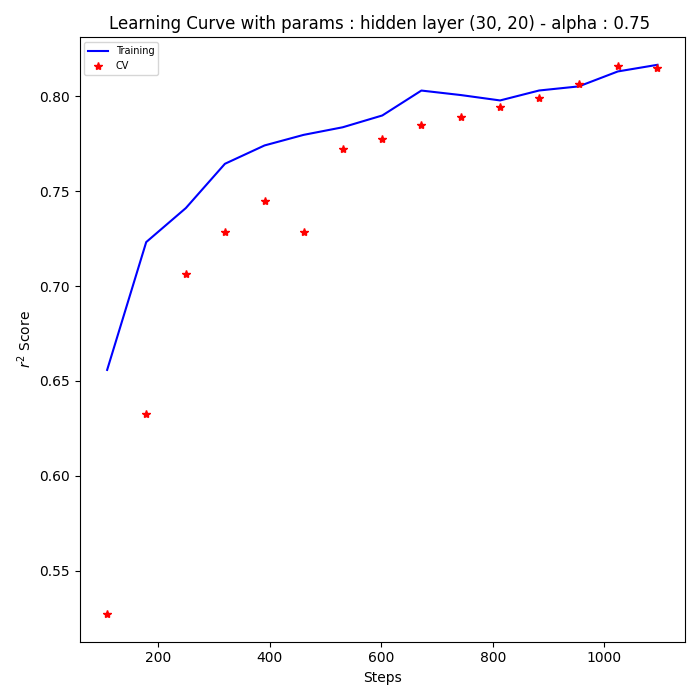 Learning Curve with params : hidden layer (30, 20) - alpha : 0.75
Training
CV
0.80
0.75
0.70
0.65
0.60
0.55
r² Score
200 400 600 800 1000
Steps